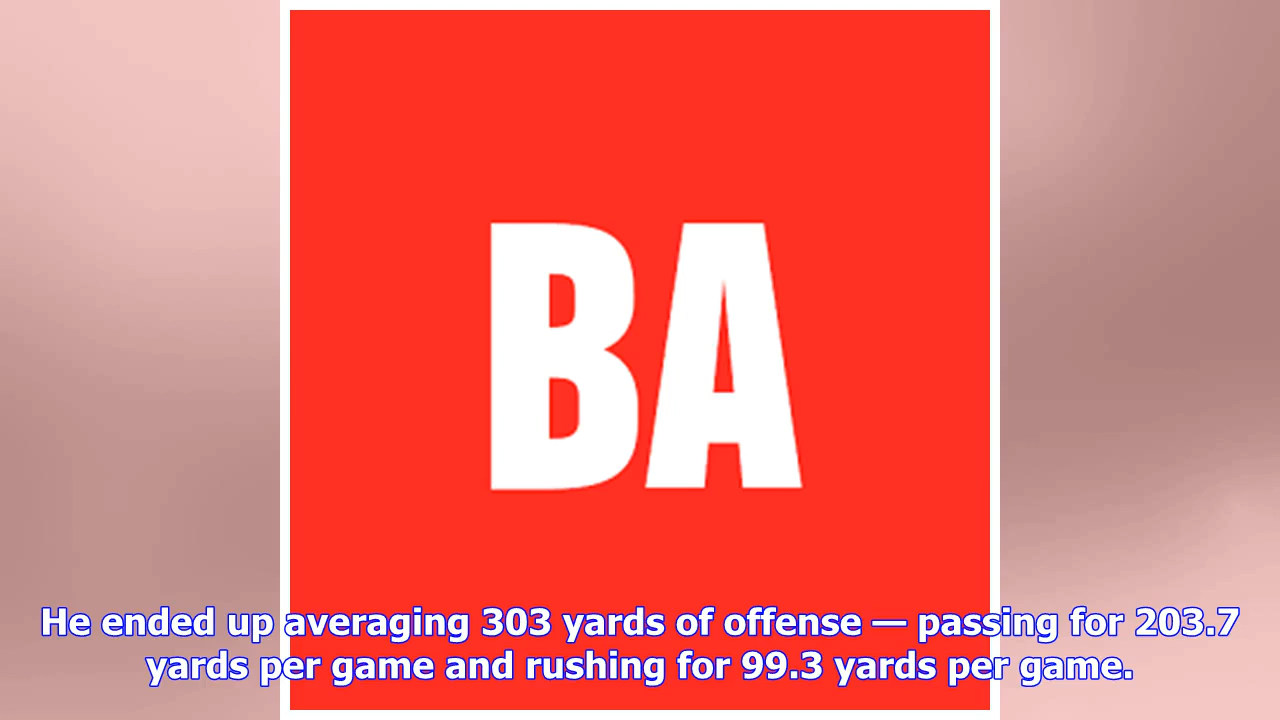 BA
He ended up averaging 303 yards of offense — passing for 203.7
yards per game and rushing for 99.3 yards per game.